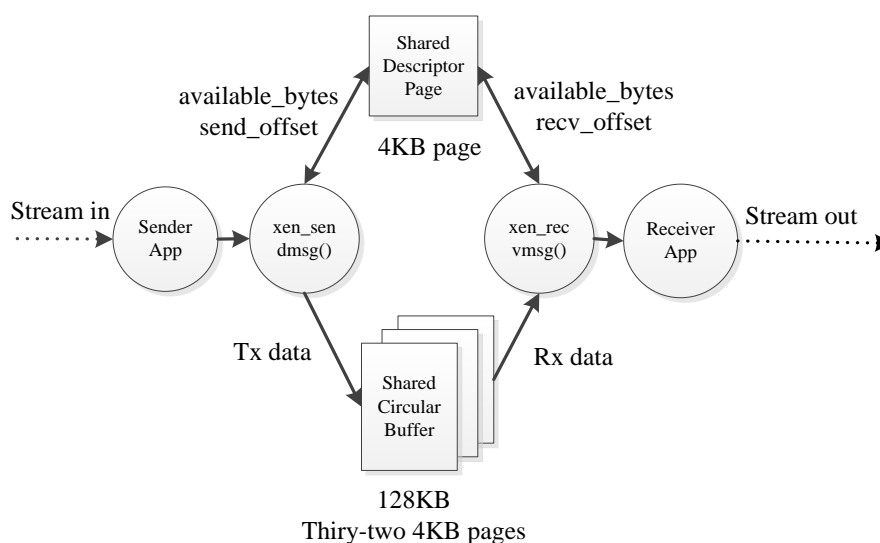 Shared
Descriptor
Page
available_bytes
send_offset
available_bytes
recv_offset
4KB page
Stream in
Sender
App
xen_sen
dmsg()
xen_rec
vmsg()
Receiver
App
Stream out
Tx data
Rx data
Shared
Circular
Buffer
128KB
Thiry-two 4KB pages